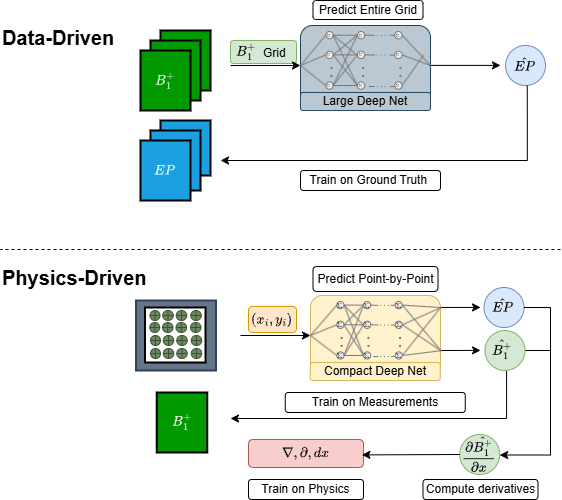 Predict Entire Grid
Data-Driven
B₁⁺ Grid
B₁⁺
Large Deep Net
ÊP
EP
Train on Ground Truth
Physics-Driven
Predict Point-by-Point
(xᵢ, yᵢ)
ÊP
B̂₁⁺
Compact Deep Net
Train on Measurements
B₁⁺
∇, ∂, dx
∂B̂₁⁺/∂x
Train on Physics
Compute derivatives